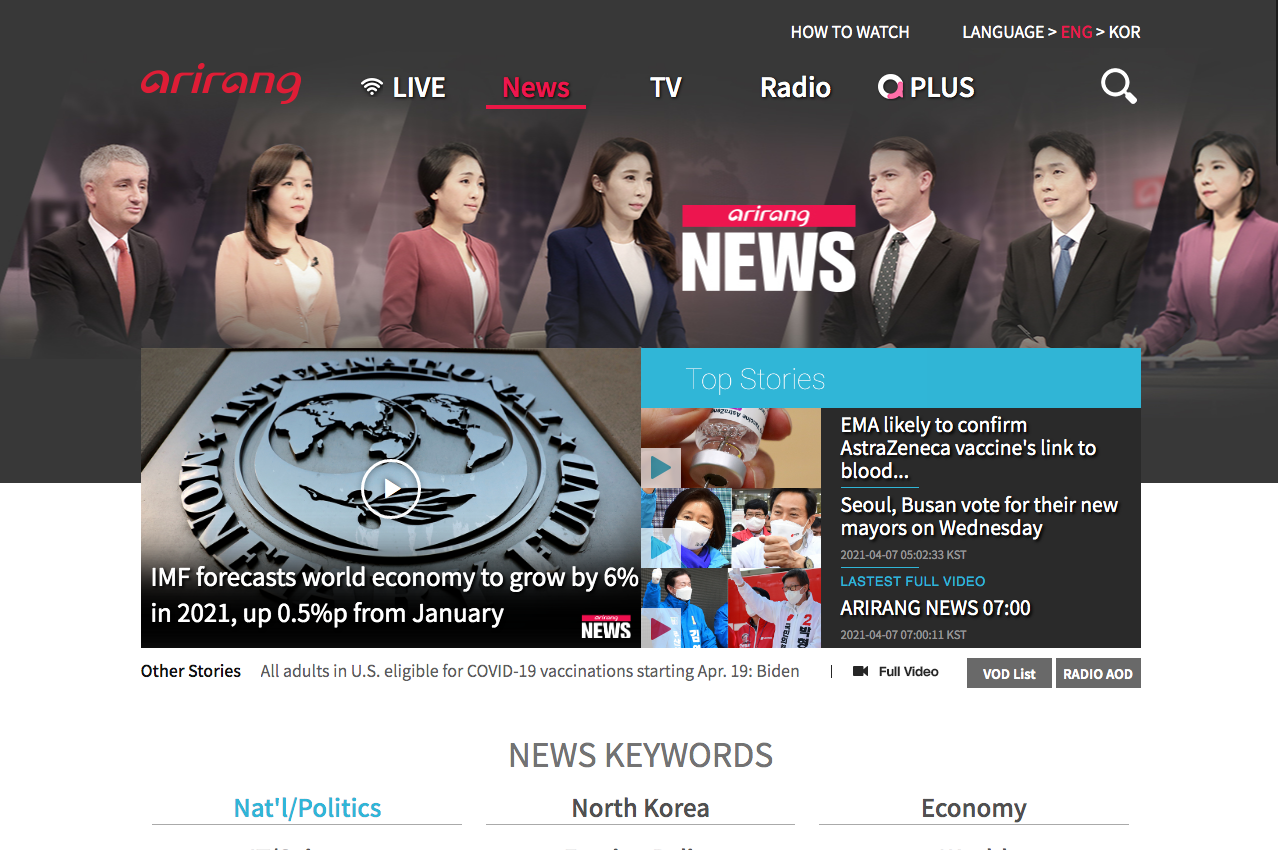 HOW TO WATCH
LANGUAGE > ENG > KOR
arirang
LIVE
News
TV
Radio
PLUS
arirang
NEWS
INTERNATIONAL MONETARY FUND
IMF forecasts world economy to grow by 6%
in 2021, up 0.5%p from January
arirang
NEWS
Top Stories
EMA likely to confirm
AstraZeneca vaccine's link to
blood...
Seoul, Busan vote for their new
mayors on Wednesday
2021-04-07 05:02:33 KST
LASTEST FULL VIDEO
ARIRANG NEWS 07:00
2021-04-07 07:00:11 KST
Other Stories
All adults in U.S. eligible for COVID-19 vaccinations starting Apr. 19: Biden
|
Full Video
VOD List
RADIO AOD
NEWS KEYWORDS
Nat'l/Politics
North Korea
Economy